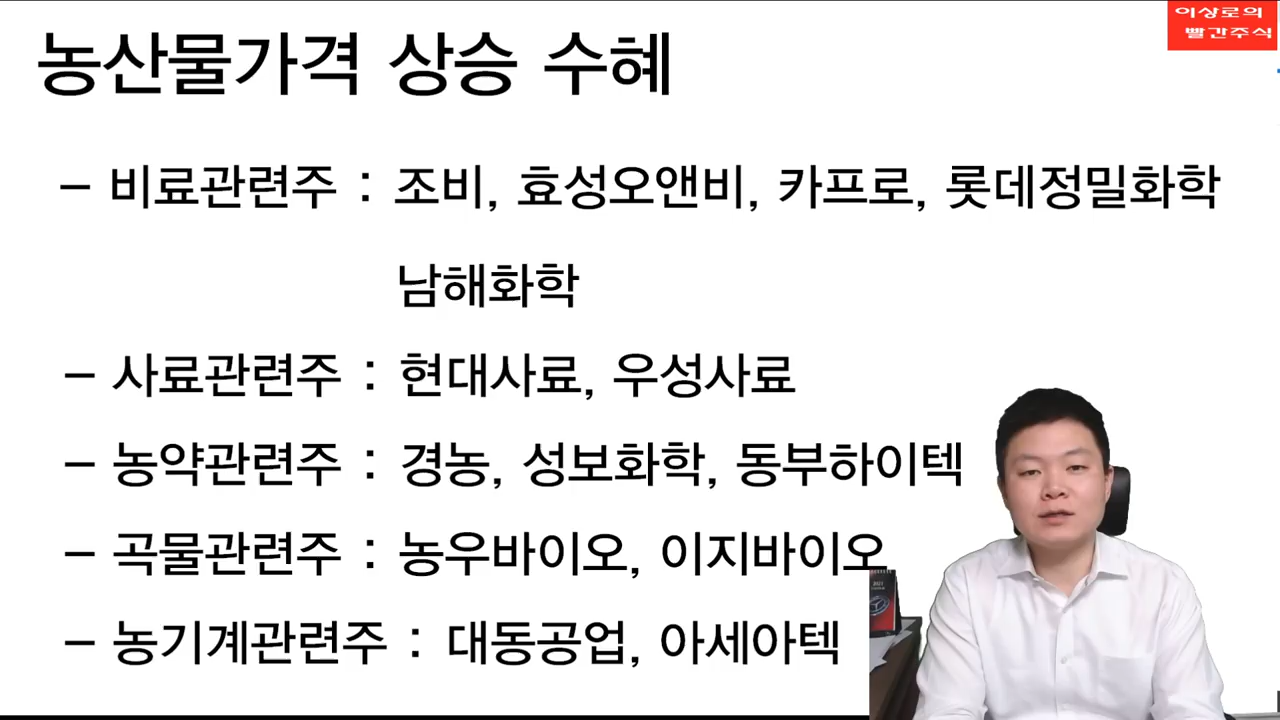 이상로의
빨간주식
농산물가격 상승 수혜
– 비료관련주 : 조비, 효성오앤비, 카프로, 롯데정밀화학
남해화학
– 사료관련주 : 현대사료, 우성사료
– 농약관련주 : 경농, 성보화학, 동부하이텍
– 곡물관련주 : 농우바이오, 이지바이오
– 농기계관련주 : 대동공업, 아세아텍
2021